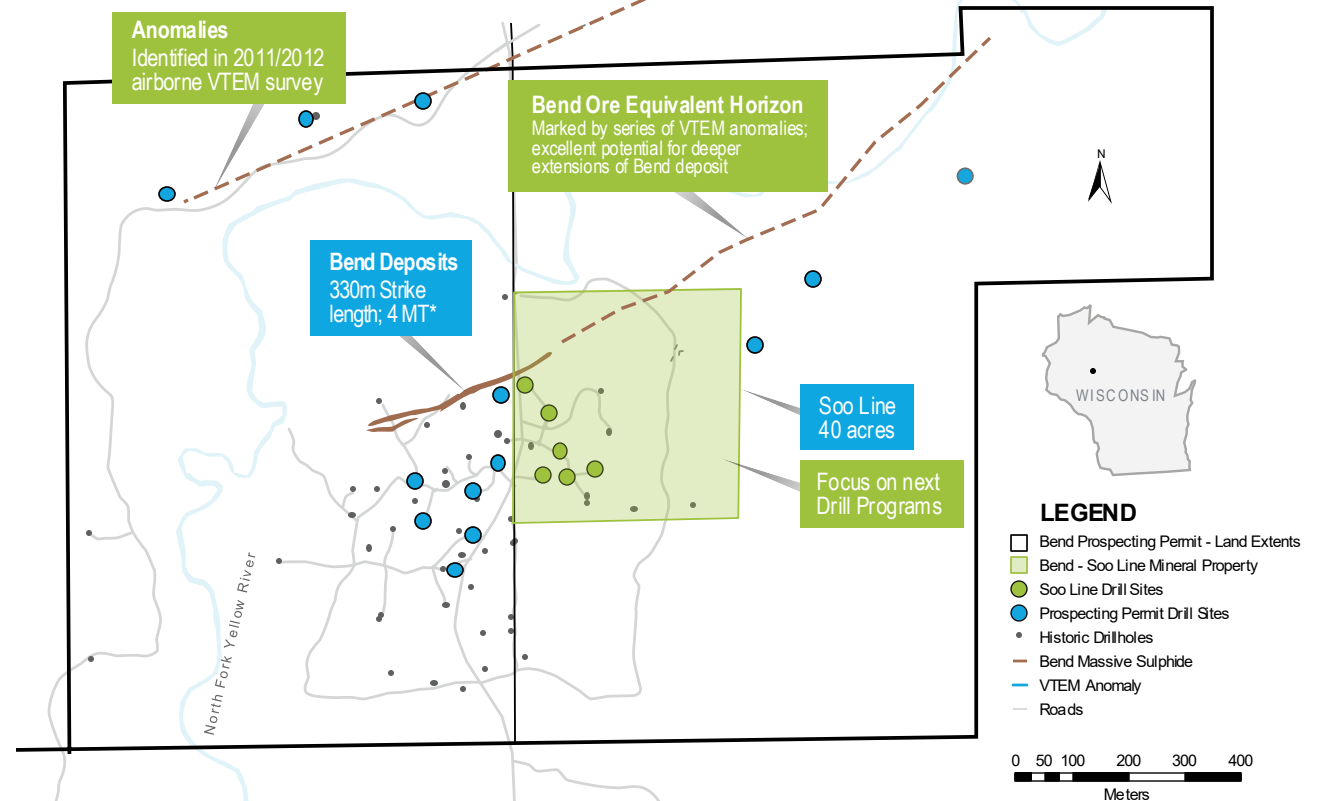 Anomalies
Identified in 2011/2012
airborne VTEM survey
Bend Ore Equivalent Horizon
Marked by series of VTEM anomalies;
excellent potential for deeper
extensions of Bend deposit
N
Bend Deposits
330m Strike
length; 4 MT*
WISCONSIN
Soo Line
40 acres
Focus on next
Drill Programs
North Fork Yellow River
LEGEND
Bend Prospecting Permit - Land Extents
Bend - Soo Line Mineral Property
Soo Line Drill Sites
Prospecting Permit Drill Sites
Historic Drillholes
Bend Massive Sulphide
VTEM Anomaly
Roads
0 50 100 200 300 400
Meters